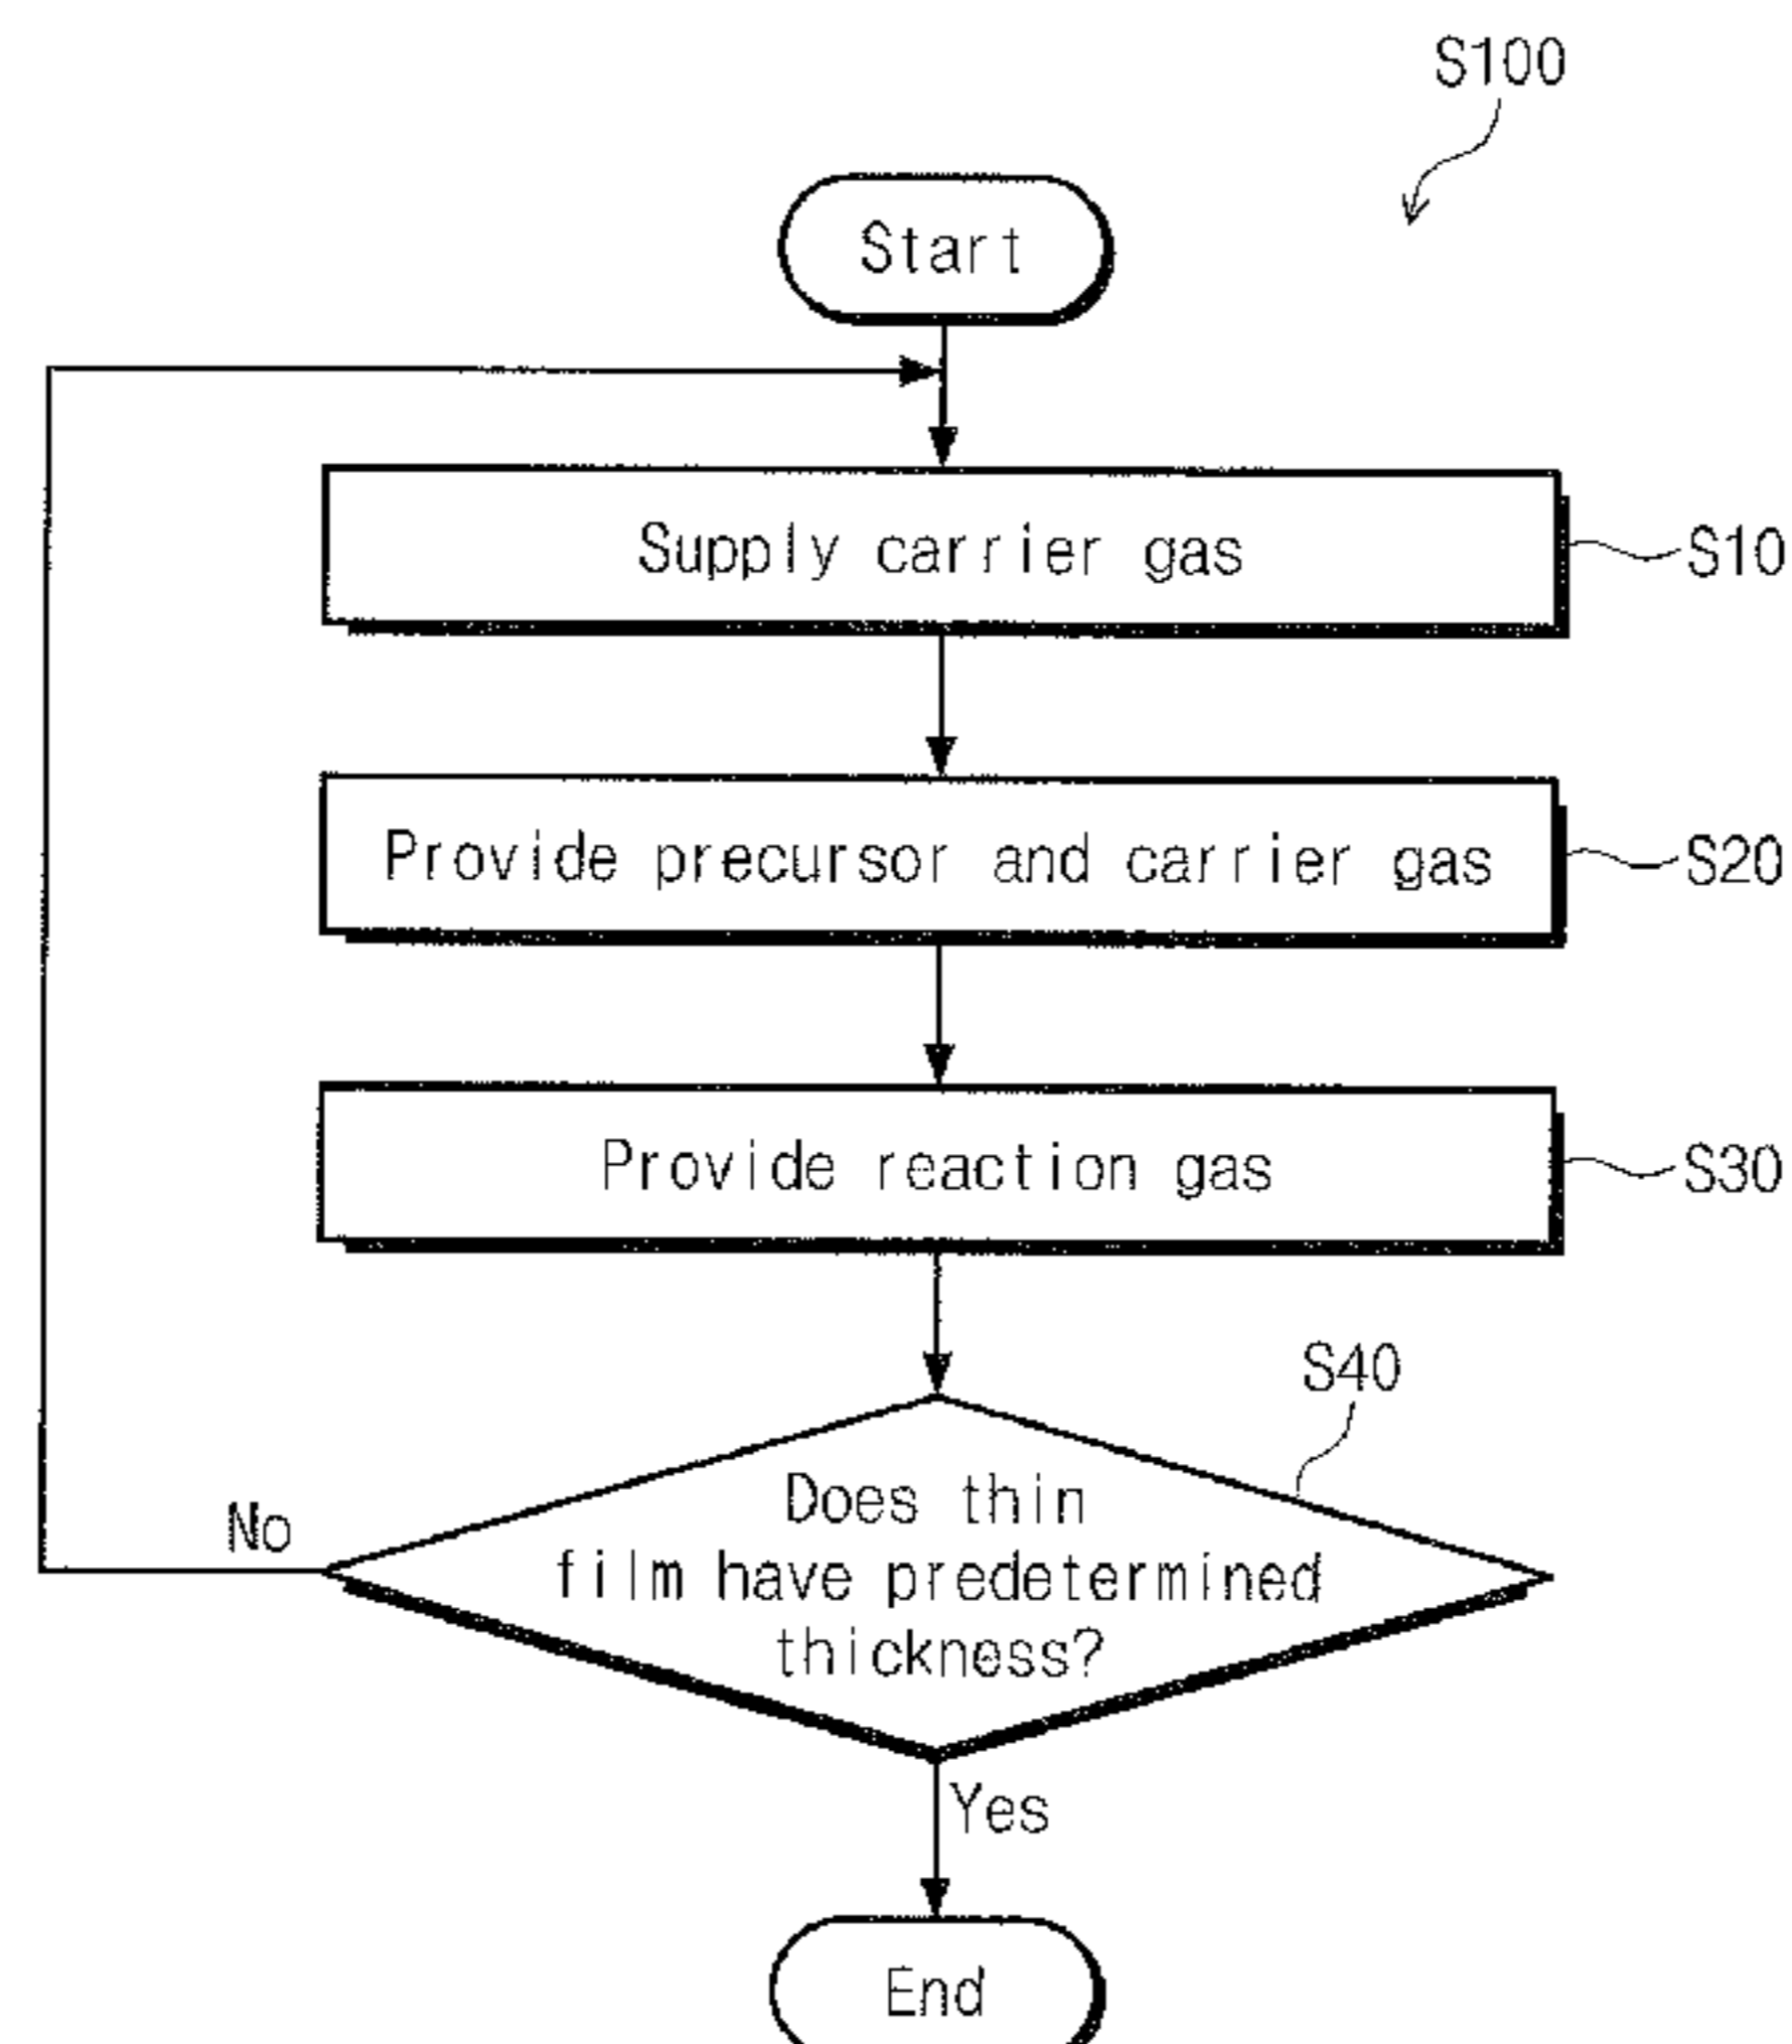 S100
Start
Supply carrier gas
S10
Provide precursor and carrier gas
S20
Provide reaction gas
S30
S40
Does thin
film have predetermined
thickness?
No
Yes
End